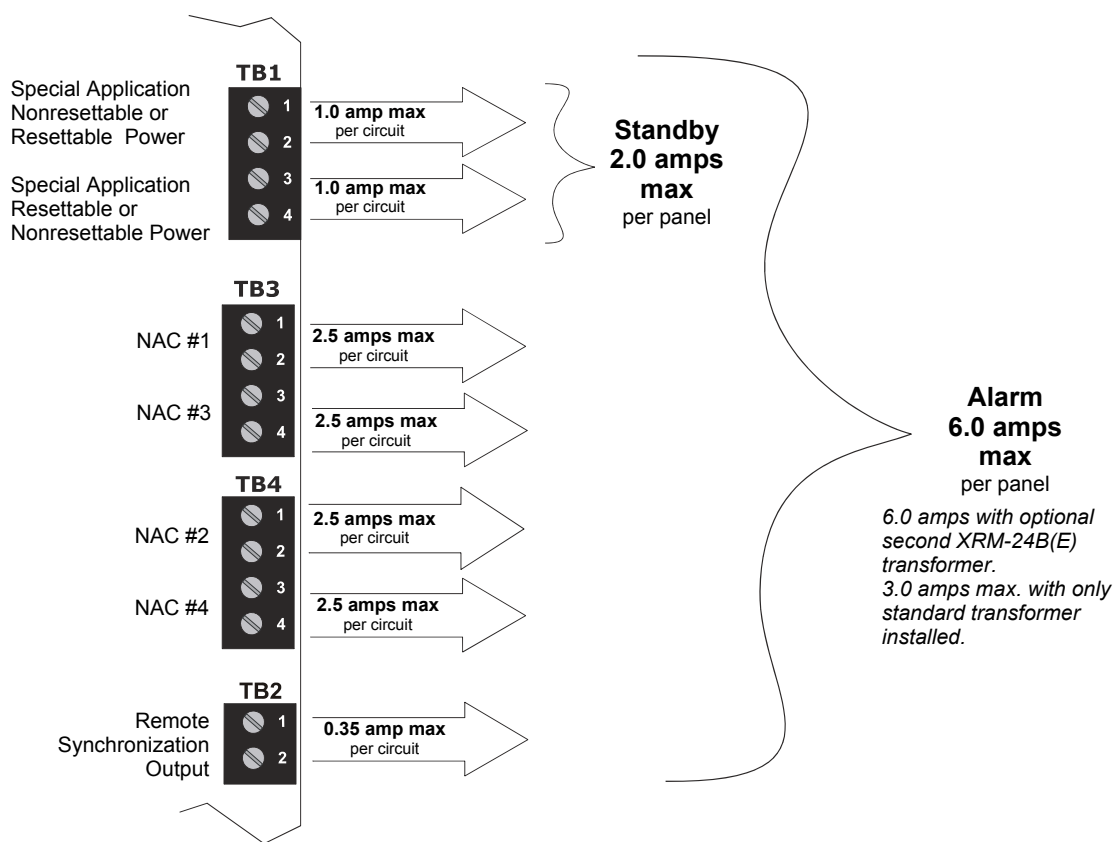 TB1
Special Application
Nonresettable or
Resettable Power
1
2
3
4
1.0 amp max
per circuit
Special Application
Resettable or
Nonresettable Power
1.0 amp max
per circuit
Standby
2.0 amps
max
per panel
TB3
NAC #1
1
2
3
4
2.5 amps max
per circuit
NAC #3
2.5 amps max
per circuit
TB4
NAC #2
1
2
3
4
2.5 amps max
per circuit
NAC #4
2.5 amps max
per circuit
TB2
Remote
Synchronization
Output
1
2
0.35 amp max
per circuit
Alarm
6.0 amps
max
per panel
6.0 amps with optional
second XRM-24B(E)
transformer.
3.0 amps max. with only
standard transformer
installed.